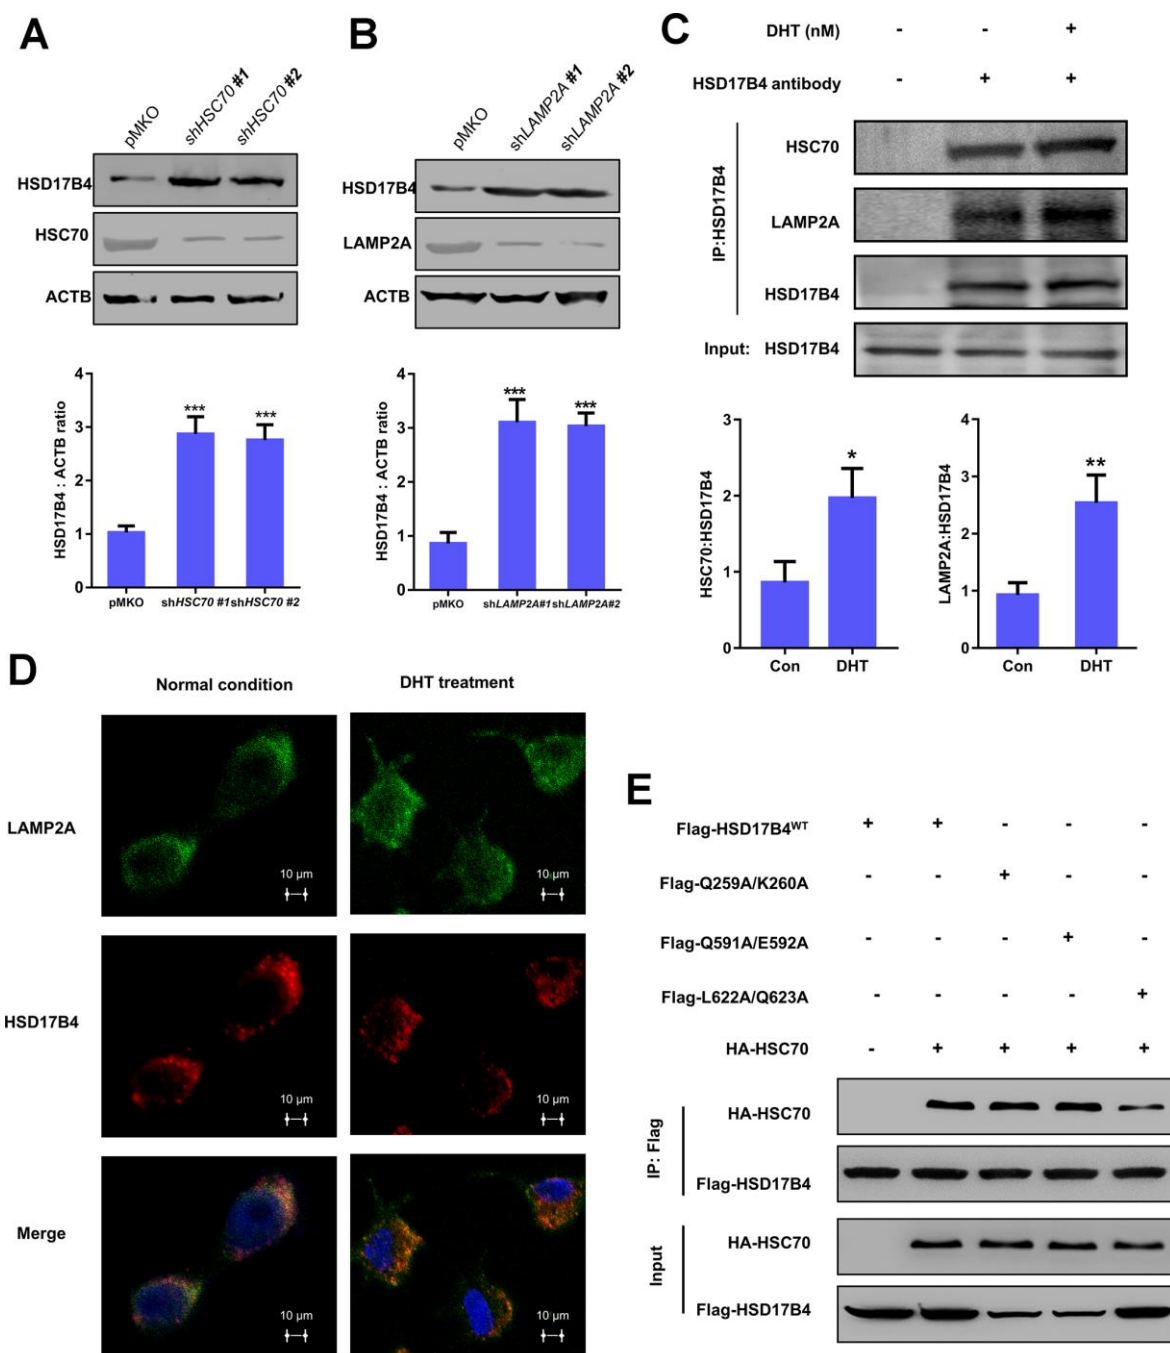 A
pMKO
shHSC70 #1
shHSC70 #2
HSD17B4
HSC70
ACTB
HSD17B4 : ACTB ratio
4
3
2
1
0
***
***
pMKO
shHSC70 #1
shHSC70 #2
B
pMKO
shLAMP2A #1
shLAMP2A #2
HSD17B4
LAMP2A
ACTB
HSD17B4 : ACTB ratio
4
3
2
1
0
***
***
pMKO
shLAMP2A#1
shLAMP2A#2
C
DHT (nM) - - +
HSD17B4 antibody - + +
IP:HSD17B4
HSC70
LAMP2A
HSD17B4
Input: HSD17B4
HSC70:HSD17B4
3
2
1
0
*
Con DHT
LAMP2A:HSD17B4
4
3
2
1
0
**
Con DHT
D
Normal condition DHT treatment
LAMP2A
10 µm 10 µm
HSD17B4
10 µm 10 µm
Merge
10 µm 10 µm
E
Flag-HSD17B4WT + + - - -
Flag-Q259A/K260A - - + - -
Flag-Q591A/E592A - - - + -
Flag-L622A/Q623A - - - - +
HA-HSC70 - + + + +
IP: Flag
HA-HSC70
Flag-HSD17B4
Input
HA-HSC70
Flag-HSD17B4